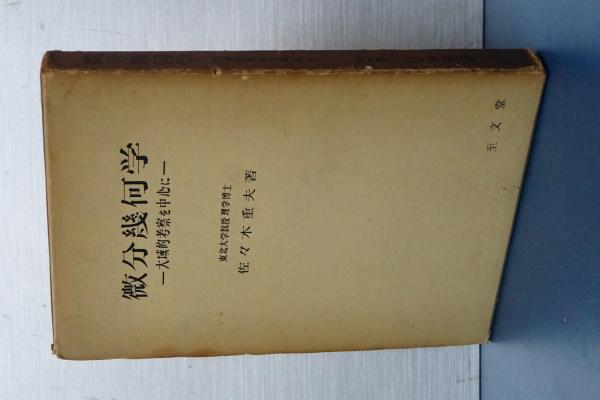 微分幾何学
―大域的考察を中心に―
東北大学教授 理学博士
佐々木重夫 著
至文堂